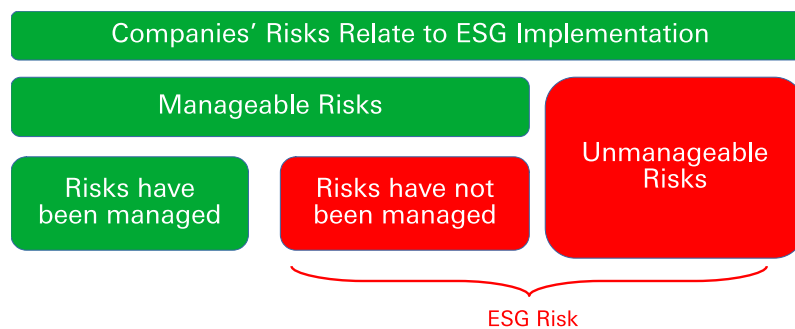 Companies’ Risks Relate to ESG Implementation
Manageable Risks
Unmanageable
Risks
Risks have
been managed
Risks have not
been managed
ESG Risk